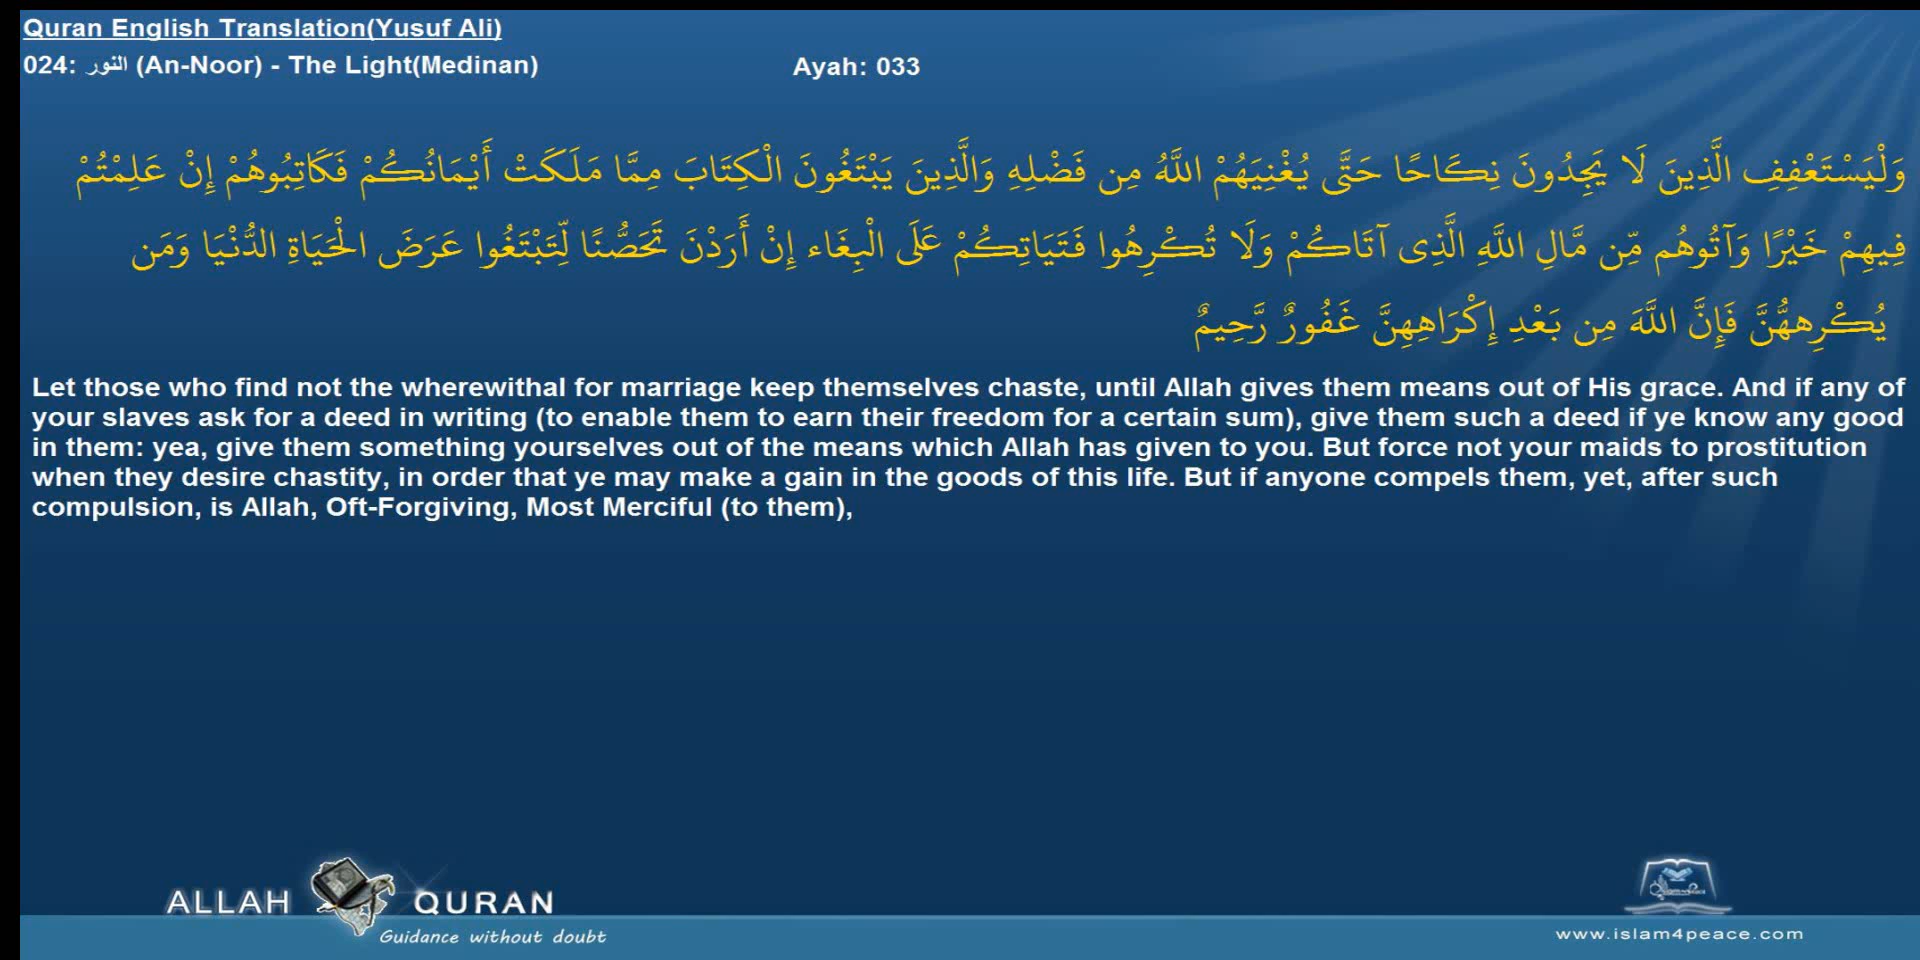 Quran English Translation(Yusuf Ali)
024: النور (An-Noor) - The Light(Medinan)
Ayah: 033
وَلْيَسْتَعْفِفِ الَّذِينَ لَا يَجِدُونَ نِكَاحًا حَتَّى يُغْنِيَهُمْ اللَّهُ مِن فَضْلِهِ وَالَّذِينَ يَبْتَغُونَ الْكِتَابَ مِمَّا مَلَكَتْ أَيْمَانُكُمْ فَكَاتِبُوهُمْ إِنْ عَلِمْتُمْ
فِيهِمْ خَيْرًا وَآتُوهُم مِّن مَّالِ اللَّهِ الَّذِى آتَاكُمْ وَلَا تُكْرِهُوا فَتَيَاتِكُمْ عَلَى الْبِغَاء إِنْ أَرَدْنَ تَحَصُّنًا لِّتَبْتَغُوا عَرَضَ الْحَيَاةِ الدُّنْيَا وَمَن
يُكْرِههُّنَّ فَإِنَّ اللَّهَ مِن بَعْدِ إِكْرَاهِهِنَّ غَفُورٌ رَّحِيمٌ
Let those who find not the wherewithal for marriage keep themselves chaste, until Allah gives them means out of His grace. And if any of
your slaves ask for a deed in writing (to enable them to earn their freedom for a certain sum), give them such a deed if ye know any good
in them: yea, give them something yourselves out of the means which Allah has given to you. But force not your maids to prostitution
when they desire chastity, in order that ye may make a gain in the goods of this life. But if anyone compels them, yet, after such
compulsion, is Allah, Oft-Forgiving, Most Merciful (to them),
ALLAH QURAN
Guidance without doubt
www.islam4peace.com